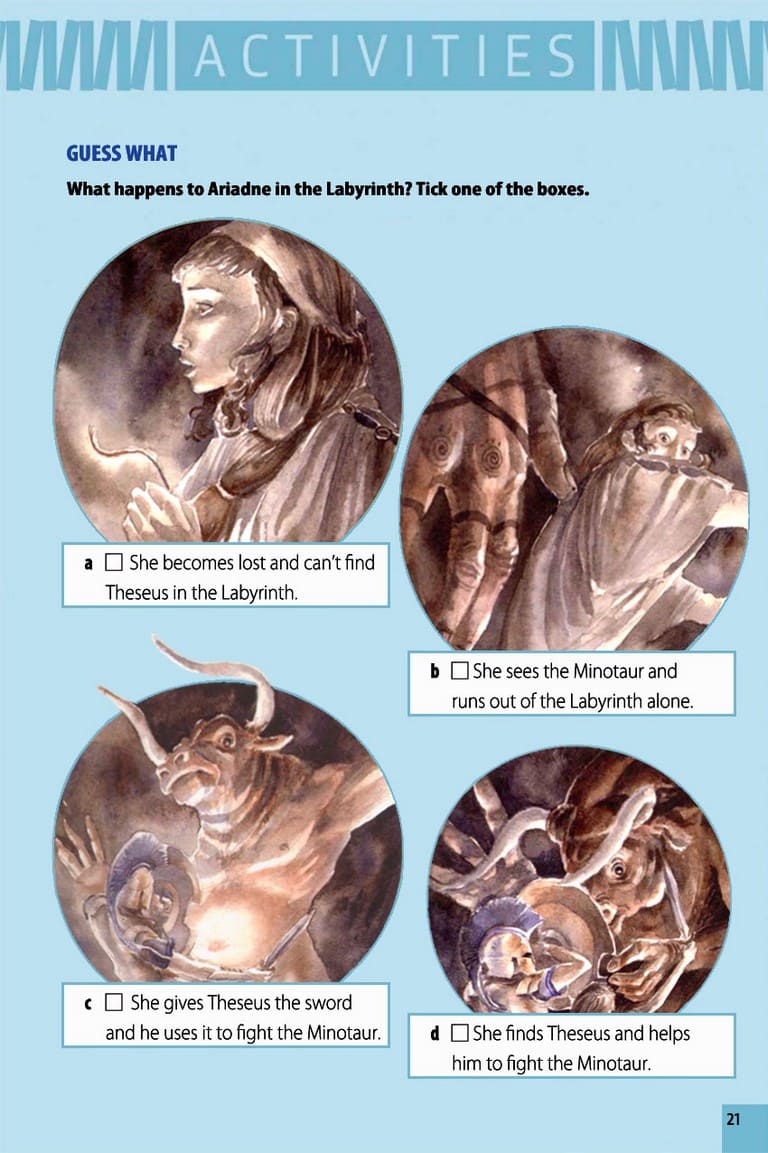 ACTIVITIES
GUESS WHAT
What happens to Ariadne in the Labyrinth? Tick one of the boxes.
a ☐ She becomes lost and can't find
Theseus in the Labyrinth.
b ☐ She sees the Minotaur and
runs out of the Labyrinth alone.
c ☐ She gives Theseus the sword
and he uses it to fight the Minotaur.
d ☐ She finds Theseus and helps
him to fight the Minotaur.
21